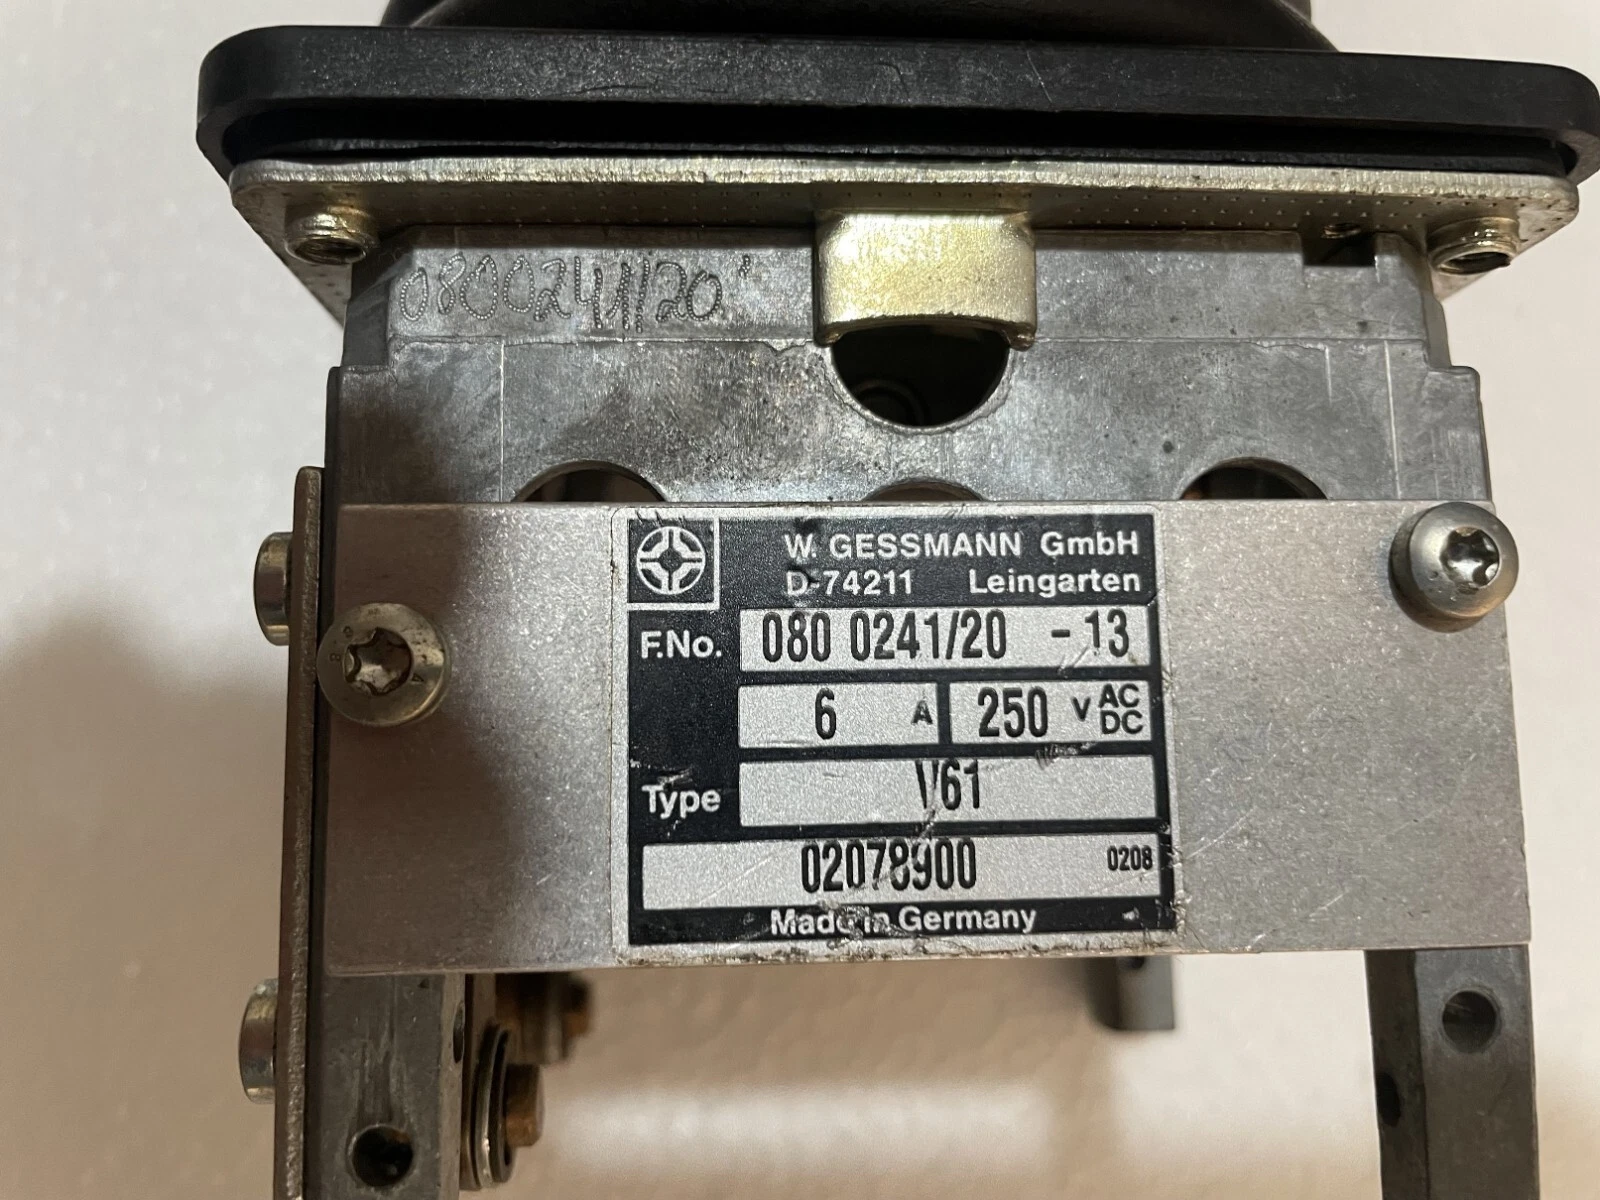 0800241/20
W. GESSMANN GmbH
D-74211 Leingarten
F.No. 080 0241/20 - 13
6 A 250 V AC DC
Type V61
02078900 0208
Made in Germany